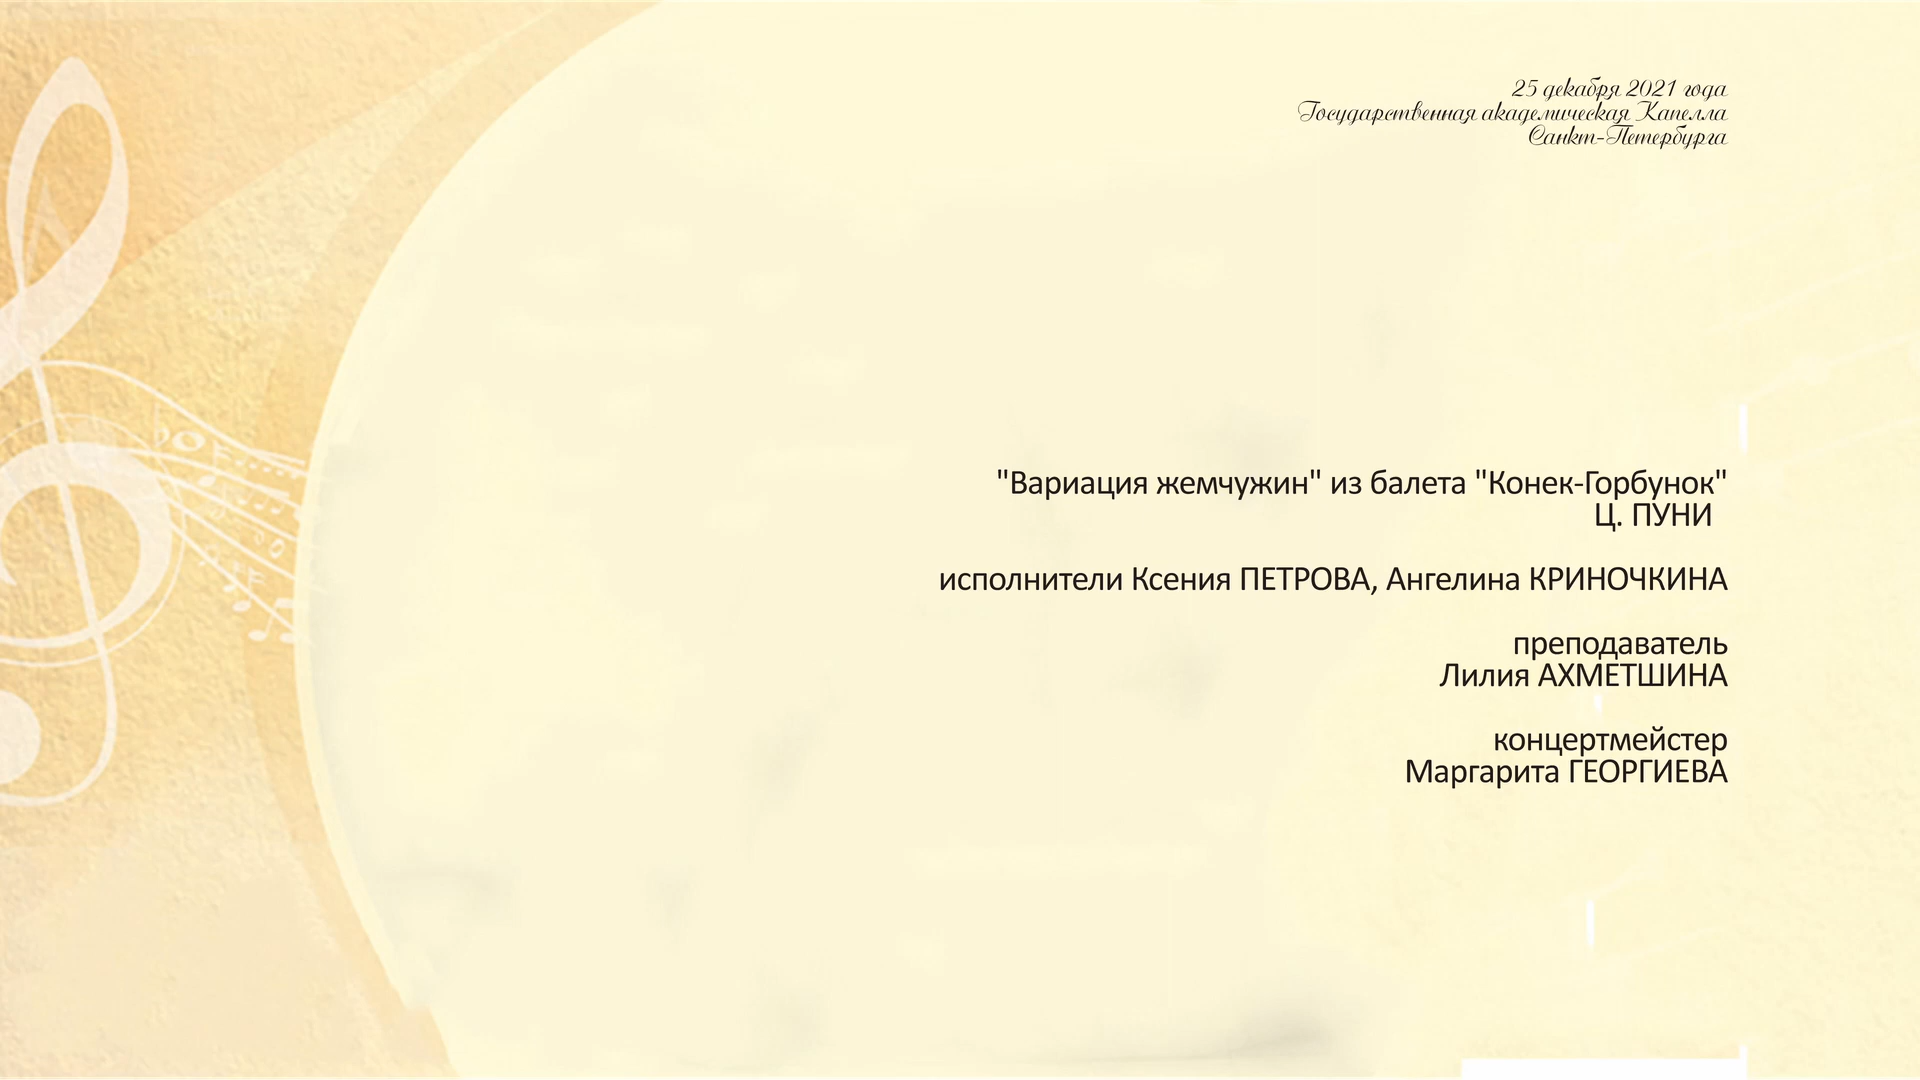 25 декабря 2021 года
Государственная академическая Капелла
Санкт-Петербурга
"Вариация жемчужин" из балета "Конек-Горбунок"
Ц. ПУНИ
исполнители Ксения ПЕТРОВА, Ангелина КРИНОЧКИНА
преподаватель
Лилия АХМЕТШИНА
концертмейстер
Маргарита ГЕОРГИЕВА